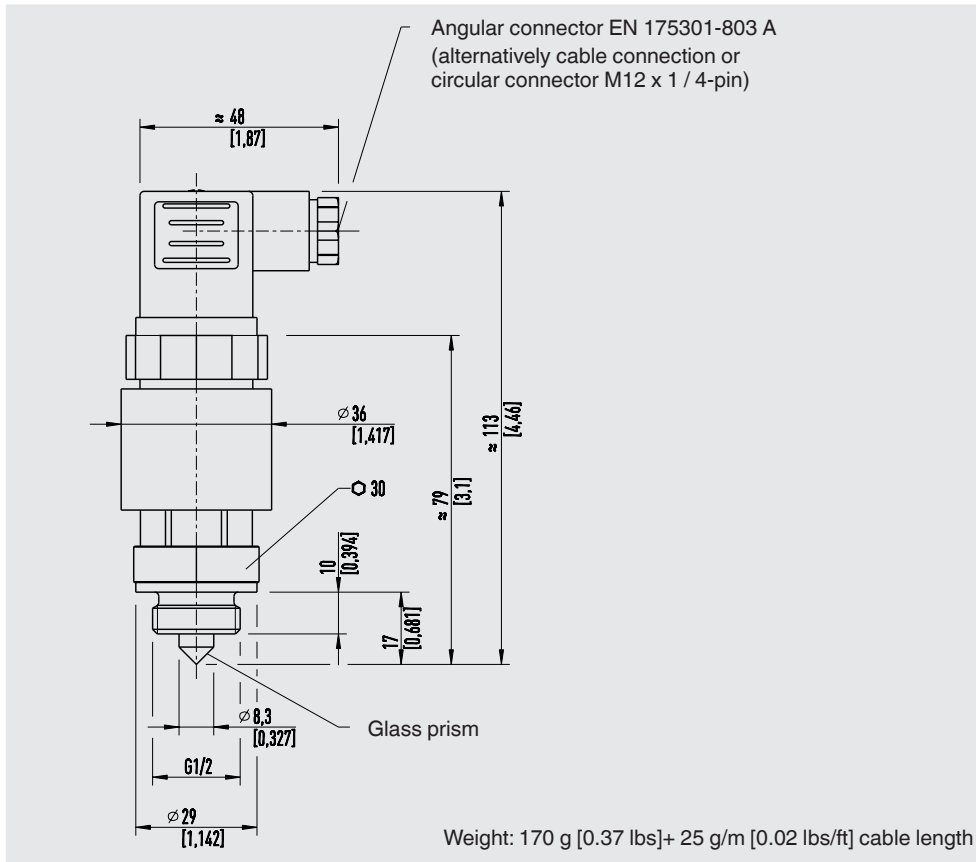 Angular connector EN 175301-803 A
(alternatively cable connection or
circular connector M12 x 1 / 4-pin)
≈ 48
[1,87]
⌀ 36
[1,417]
≈ 113
[4,46]
≈ 79
[3,1]
30
10
[0,394]
17
[0,681]
⌀ 8,3
[0,327]
Glass prism
G1/2
⌀ 29
[1,142]
Weight: 170 g [0.37 lbs]+ 25 g/m [0.02 lbs/ft] cable length